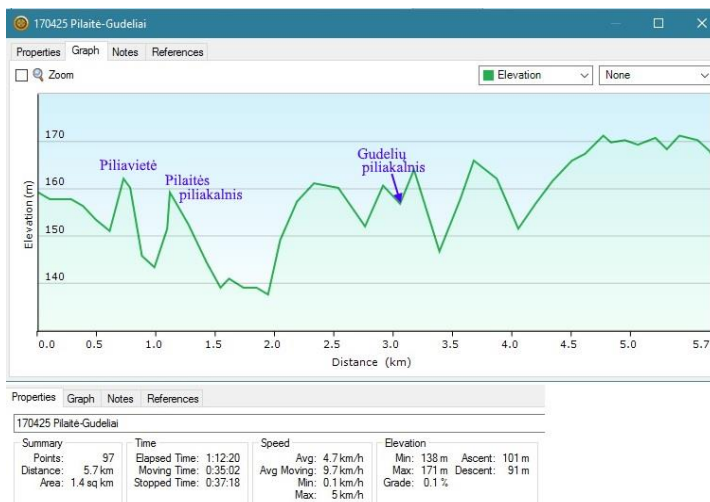 170425 Pilaitė-Gudeliai
Properties Graph Notes References
Zoom
Elevation
None
170
160
150
140
Elevation (m)
Piliavietė
Pilaitės
piliakalnis
Gudelių
piliakalnis
0.0 0.5 1.0 1.5 2.0 2.5 3.0 3.5 4.0 4.5 5.0 5.7
Distance (km)
Properties Graph Notes References
170425 Pilaitė-Gudeliai
Summary Time Speed Elevation
Points: 97 Elapsed Time: 1:12:20 Avg: 4.7 km/h Min: 138 m Ascent: 101 m
Distance: 5.7 km Moving Time: 0:35:02 Avg Moving: 9.7 km/h Max: 171 m Descent: 91 m
Area: 1.4 sq km Stopped Time: 0:37:18 Min: 0.1 km/h Grade: 0.1 %
Max: 5 km/h